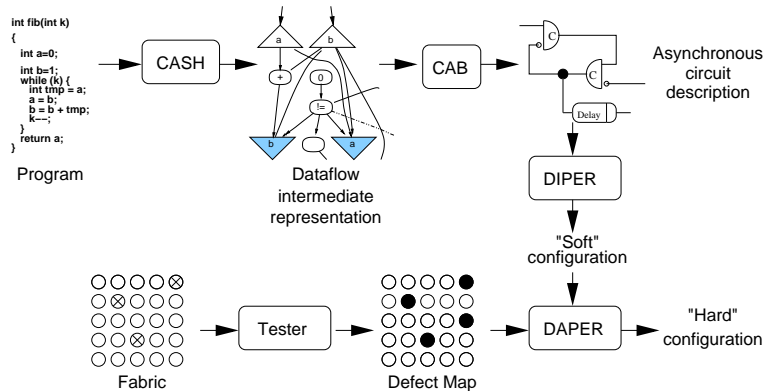 int fib(int k)
{
int a=0;
int b=1;
while (k) {
int tmp = a;
a = b;
b = b + tmp;
k--;
}
return a;
}
Program
CASH
a
b
+
0
!=
b
a
Dataflow
intermediate
representation
CAB
C
C
Delay
Asynchronous
circuit
description
DIPER
"Soft"
configuration
Fabric
Tester
Defect Map
DAPER
"Hard"
configuration